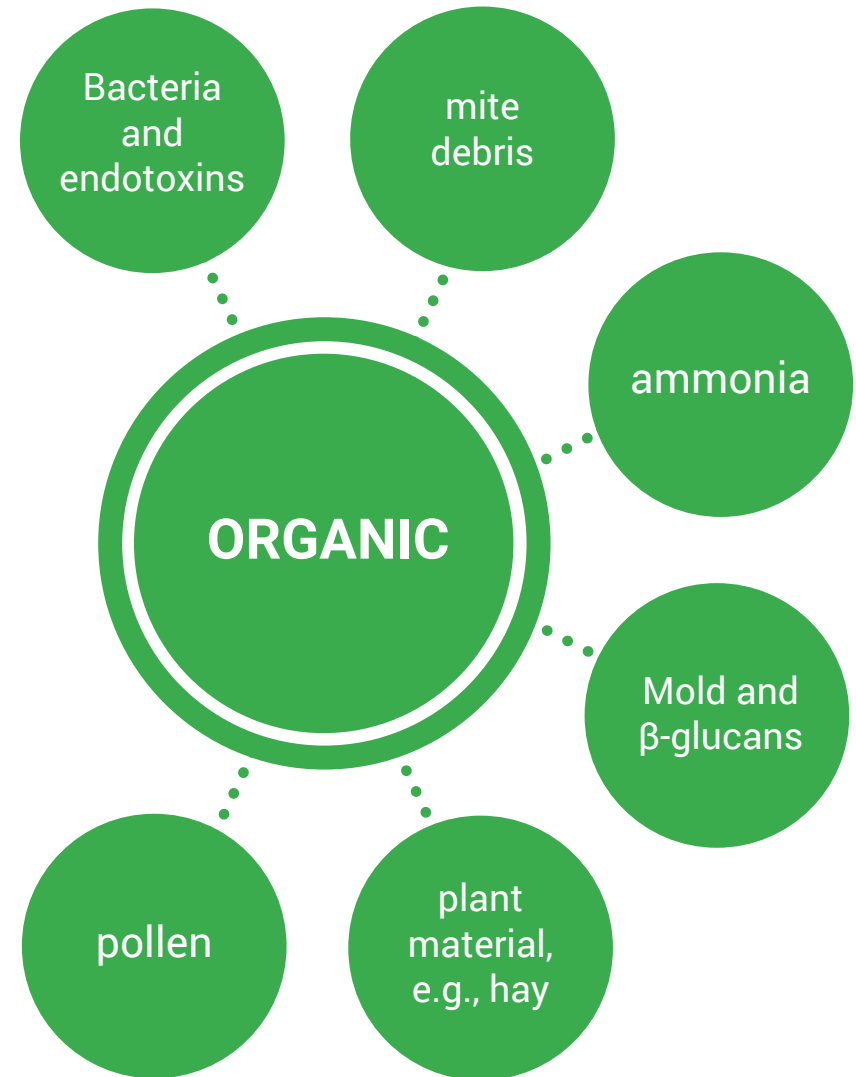 Bacteria
and
endotoxins
mite
debris
ammonia
ORGANIC
Mold and
β-glucans
plant
material,
e.g., hay
pollen